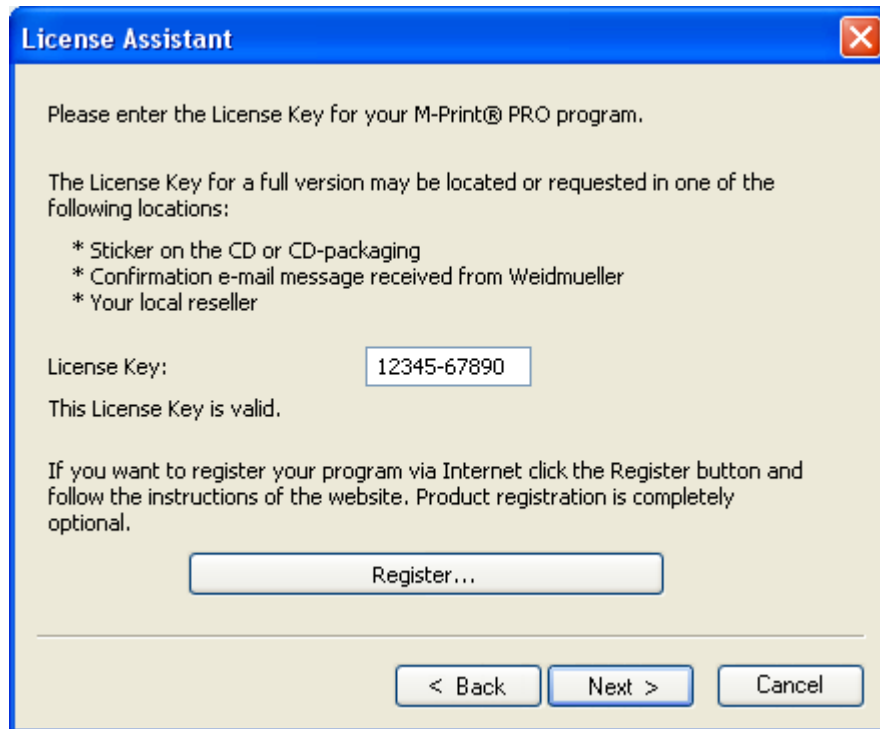 License Assistant
Please enter the License Key for your M-Print® PRO program.
The License Key for a full version may be located or requested in one of the
following locations:
* Sticker on the CD or CD-packaging
* Confirmation e-mail message received from Weidmueller
* Your local reseller
License Key: 12345-67890
This License Key is valid.
If you want to register your program via Internet click the Register button and
follow the instructions of the website. Product registration is completely
optional.
Register...
< Back Next > Cancel